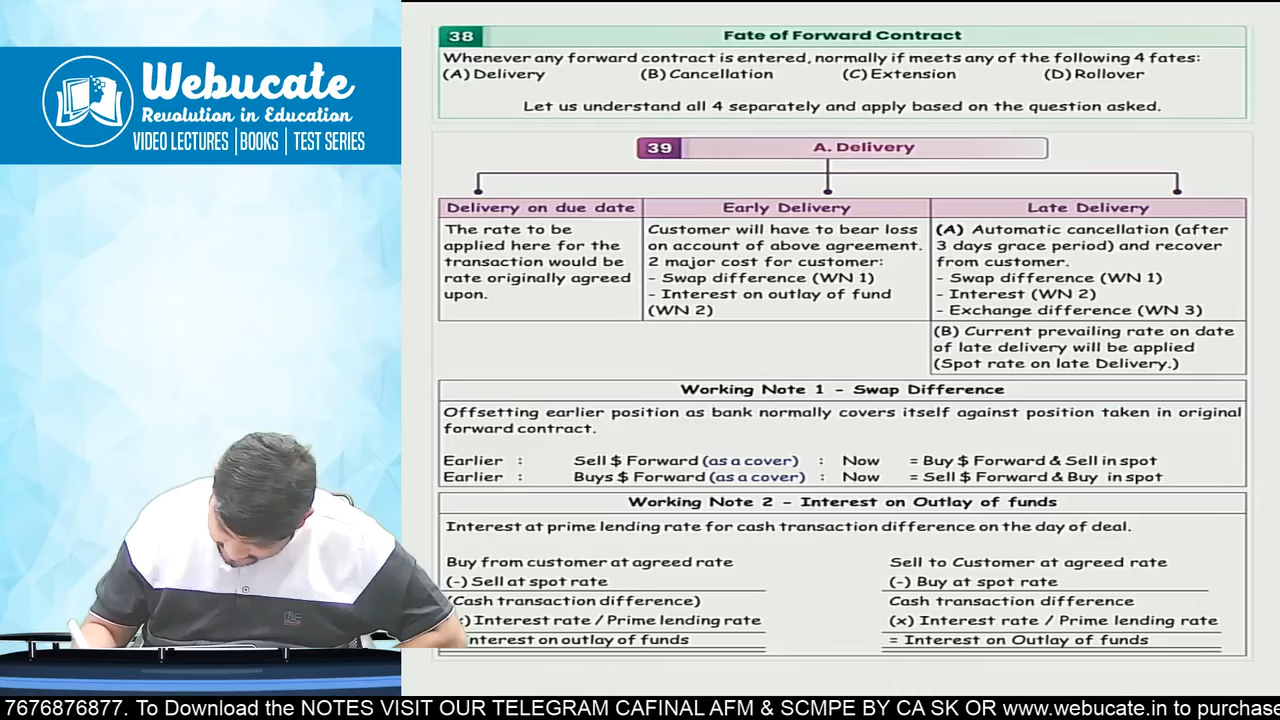 Webucate
Revolution in Education
VIDEO LECTURES | BOOKS | TEST SERIES
38 Fate of Forward Contract
Whenever any forward contract is entered, normally if meets any of the following 4 fates:
(A) Delivery (B) Cancellation (C) Extension (D) Rollover
Let us understand all 4 separately and apply based on the question asked.
39 A. Delivery
Delivery on due date
The rate to be
applied here for the
transaction would be
rate originally agreed
upon.
Early Delivery
Customer will have to bear loss
on account of above agreement.
2 major cost for customer:
- Swap difference (WN 1)
- Interest on outlay of fund
(WN 2)
Late Delivery
(A) Automatic cancellation (after
3 days grace period) and recover
from customer.
- Swap difference (WN 1)
- Interest (WN 2)
- Exchange difference (WN 3)
(B) Current prevailing rate on date
of late delivery will be applied
(Spot rate on late Delivery.)
Working Note 1 - Swap Difference
Offsetting earlier position as bank normally covers itself against position taken in original
forward contract.
Earlier : Sell $ Forward (as a cover) : Now = Buy $ Forward & Sell in spot
Earlier : Buys $ Forward (as a cover) : Now = Sell $ Forward & Buy in spot
Working Note 2 - Interest on Outlay of funds
Interest at prime lending rate for cash transaction difference on the day of deal.
Buy from customer at agreed rate
(-) Sell at spot rate
(Cash transaction difference)
Interest rate / Prime lending rate
Interest on outlay of funds
Sell to Customer at agreed rate
(-) Buy at spot rate
Cash transaction difference
(x) Interest rate / Prime lending rate
= Interest on Outlay of funds
7676876877. To Download the NOTES VISIT OUR TELEGRAM CAFINAL AFM & SCMPE BY CA SK OR www.webucate.in to purchase